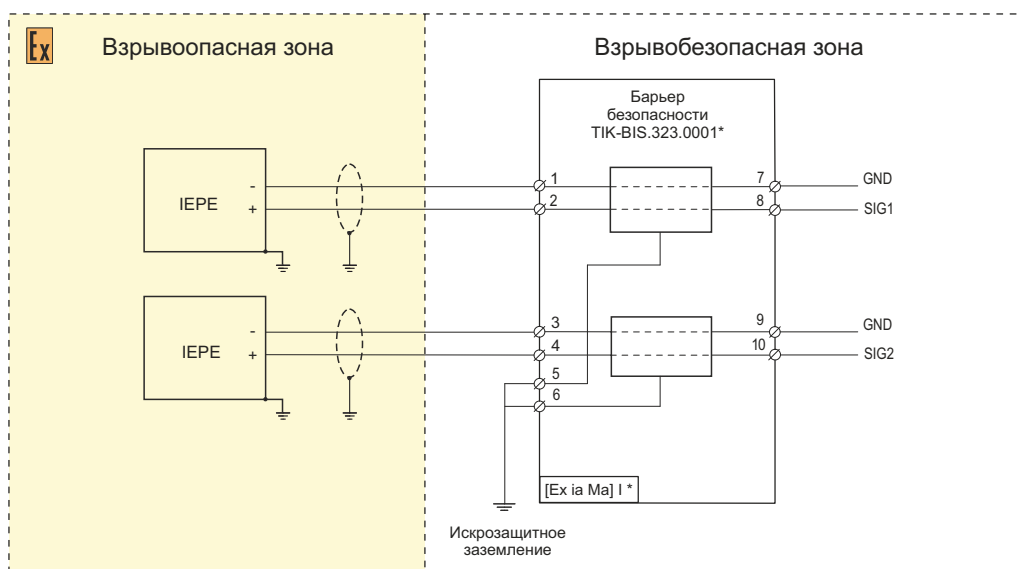 Ex
Взрывоопасная зона
Взрывобезопасная зона
Барьер
безопасности
TIK-BIS.323.0001*
IEPE
-
+
1
2
7
8
GND
SIG1
IEPE
-
+
3
4
5
6
9
10
GND
SIG2
[Ex ia Ma] I *
Искрозащитное
заземление